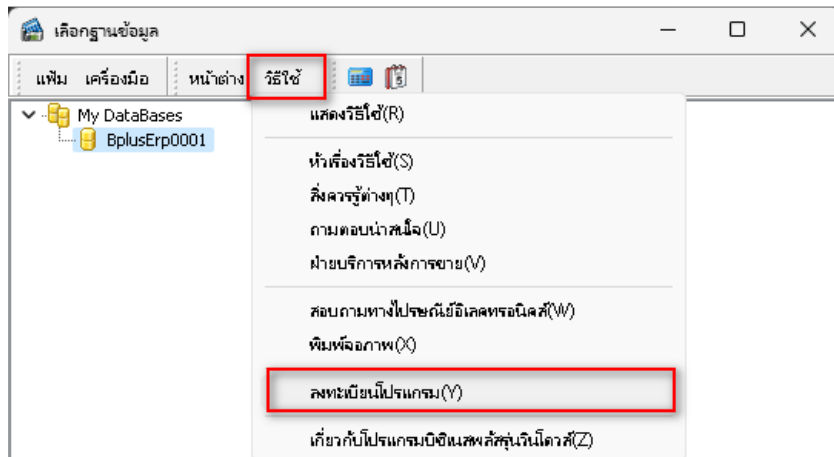 เลือกฐานข้อมูล
แฟ้ม เครื่องมือ หน้าต่าง วิธีใช้
My DataBases
BplusErp0001
แสดงวิธีใช้(R)
หัวเรื่องวิธีใช้(S)
สิ่งควรรู้ต่างๆ(T)
ถามตอบน่าสนใจ(U)
ฝ่ายบริการหลังการขาย(V)
สอบถามทางไปรษณีย์อิเลคทรอนิคส์(W)
พิมพ์จอภาพ(X)
ลงทะเบียนโปรแกรม(Y)
เกี่ยวกับโปรแกรมบิซิเนสพลัสรุ่นวินโดวส์(Z)